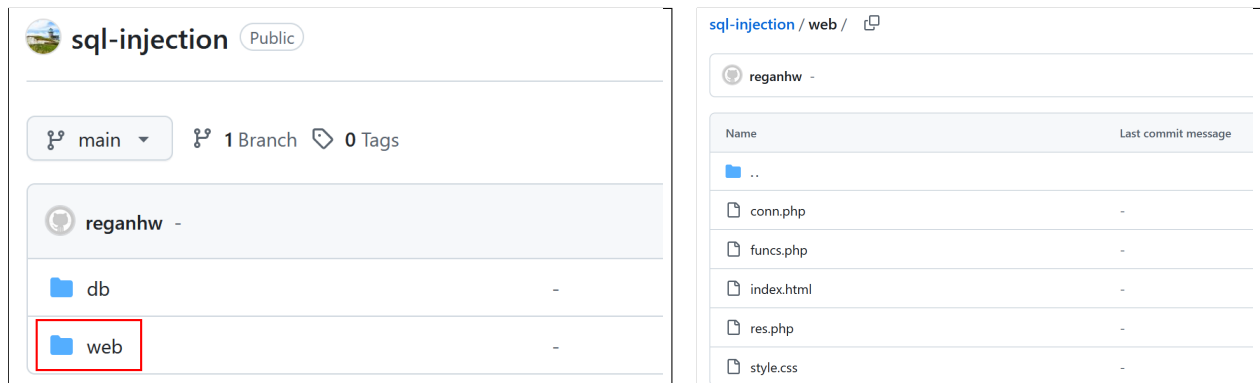 sql-injection Public
main 1 Branch 0 Tags
reganhw -
db -
web -
sql-injection / web /
reganhw -
Name Last commit message
..
conn.php -
funcs.php -
index.html -
res.php -
style.css -